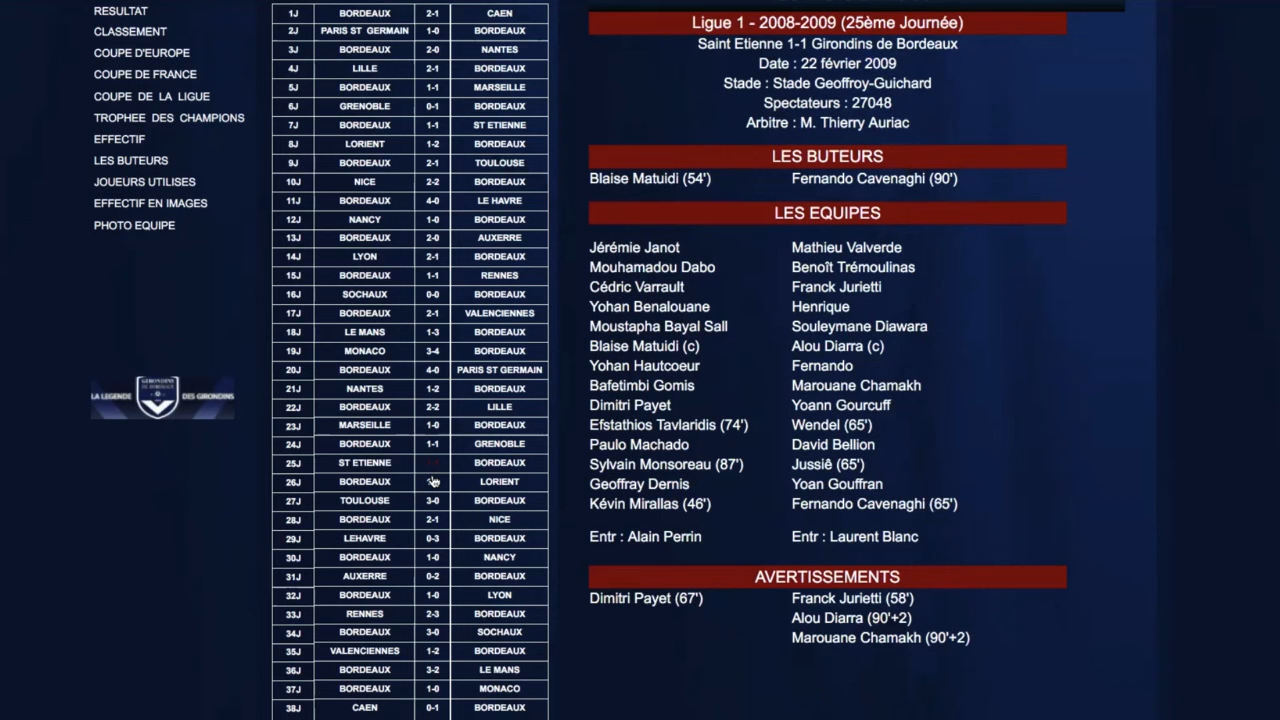 RESULTAT
CLASSEMENT
COUPE D'EUROPE
COUPE DE FRANCE
COUPE DE LA LIGUE
TROPHEE DES CHAMPIONS
EFFECTIF
LES BUTEURS
JOUEURS UTILISES
EFFECTIF EN IMAGES
PHOTO EQUIPE
LA LEGENDE GIRONDINS DES GIRONDINS
1J BORDEAUX 2-1 CAEN
2J PARIS ST GERMAIN 1-0 BORDEAUX
3J BORDEAUX 2-0 NANTES
4J LILLE 2-1 BORDEAUX
5J BORDEAUX 1-1 MARSEILLE
6J GRENOBLE 0-1 BORDEAUX
7J BORDEAUX 1-1 ST ETIENNE
8J LORIENT 1-2 BORDEAUX
9J BORDEAUX 2-1 TOULOUSE
10J NICE 2-2 BORDEAUX
11J BORDEAUX 4-0 LE HAVRE
12J NANCY 1-0 BORDEAUX
13J BORDEAUX 2-0 AUXERRE
14J LYON 2-1 BORDEAUX
15J BORDEAUX 1-1 RENNES
16J SOCHAUX 0-0 BORDEAUX
17J BORDEAUX 2-1 VALENCIENNES
18J LE MANS 1-3 BORDEAUX
19J MONACO 3-4 BORDEAUX
20J BORDEAUX 4-0 PARIS ST GERMAIN
21J NANTES 1-2 BORDEAUX
22J BORDEAUX 2-2 LILLE
23J MARSEILLE 1-0 BORDEAUX
24J BORDEAUX 1-1 GRENOBLE
25J ST ETIENNE BORDEAUX
26J BORDEAUX LORIENT
27J TOULOUSE 3-0 BORDEAUX
28J BORDEAUX 2-1 NICE
29J LEHAVRE 0-3 BORDEAUX
30J BORDEAUX 1-0 NANCY
31J AUXERRE 0-2 BORDEAUX
32J BORDEAUX 1-0 LYON
33J RENNES 2-3 BORDEAUX
34J BORDEAUX 3-0 SOCHAUX
35J VALENCIENNES 1-2 BORDEAUX
36J BORDEAUX 3-2 LE MANS
37J BORDEAUX 1-0 MONACO
38J CAEN 0-1 BORDEAUX
Ligue 1 - 2008-2009 (25ème Journée)
Saint Etienne 1-1 Girondins de Bordeaux
Date : 22 février 2009
Stade : Stade Geoffroy-Guichard
Spectateurs : 27048
Arbitre : M. Thierry Auriac
LES BUTEURS
Blaise Matuidi (54') Fernando Cavenaghi (90')
LES EQUIPES
Jérémie Janot Mathieu Valverde
Mouhamadou Dabo Benoît Trémoulinas
Cédric Varrault Franck Jurietti
Yohan Benalouane Henrique
Moustapha Bayal Sall Souleymane Diawara
Blaise Matuidi (c) Alou Diarra (c)
Yohan Hautcoeur Fernando
Bafetimbi Gomis Marouane Chamakh
Dimitri Payet Yoann Gourcuff
Efstathios Tavlaridis (74') Wendel (65')
Paulo Machado David Bellion
Sylvain Monsoreau (87') Jussiê (65')
Geoffray Dernis Yoan Gouffran
Kévin Mirallas (46') Fernando Cavenaghi (65')
Entr : Alain Perrin Entr : Laurent Blanc
AVERTISSEMENTS
Dimitri Payet (67') Franck Jurietti (58')
Alou Diarra (90'+2)
Marouane Chamakh (90'+2)